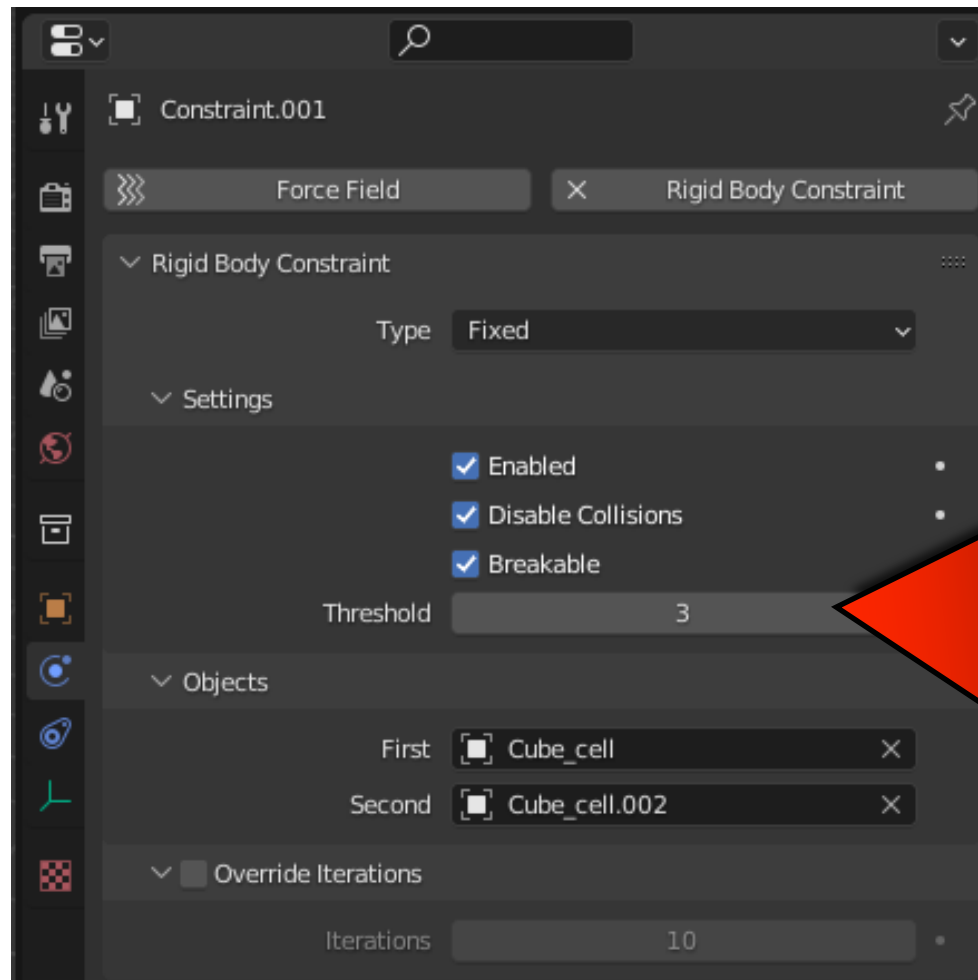 Constraint.001
Force Field
Rigid Body Constraint
Rigid Body Constraint
Type Fixed
Settings
Enabled
Disable Collisions
Breakable
Threshold 3
Objects
First Cube_cell
Second Cube_cell.002
Override Iterations
Iterations 10